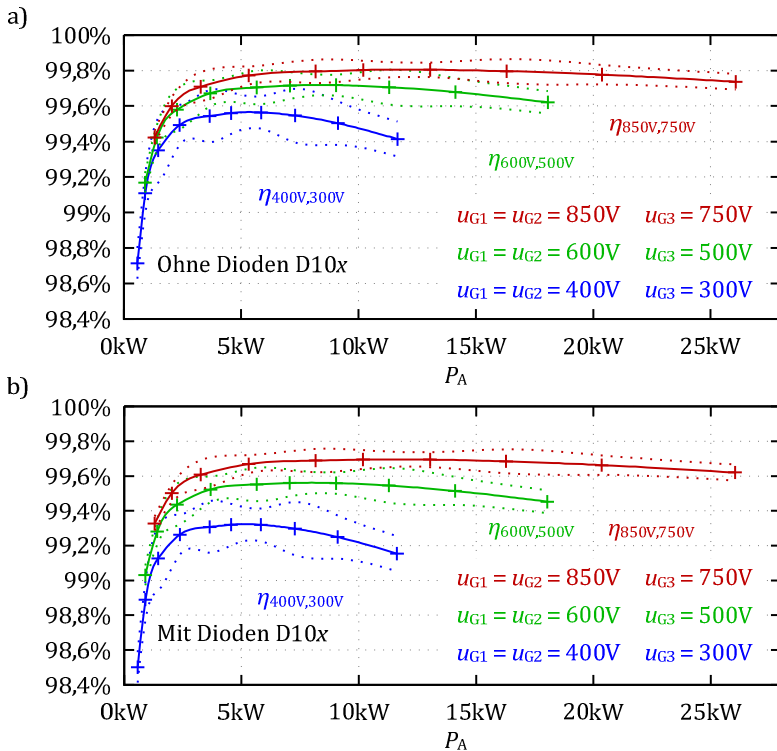 a)
100%
99,8%
99,6%
99,4%
99,2%
99%
98,8%
98,6%
98,4%
η850V,750V
η600V,500V
η400V,300V
uG1 = uG2 = 850V uG3 = 750V
uG1 = uG2 = 600V uG3 = 500V
uG1 = uG2 = 400V uG3 = 300V
Ohne Dioden D10x
0kW 5kW 10kW 15kW 20kW 25kW
PA
b)
100%
99,8%
99,6%
99,4%
99,2%
99%
98,8%
98,6%
98,4%
η600V,500V η850V,750V
η400V,300V
uG1 = uG2 = 850V uG3 = 750V
uG1 = uG2 = 600V uG3 = 500V
uG1 = uG2 = 400V uG3 = 300V
Mit Dioden D10x
0kW 5kW 10kW 15kW 20kW 25kW
PA